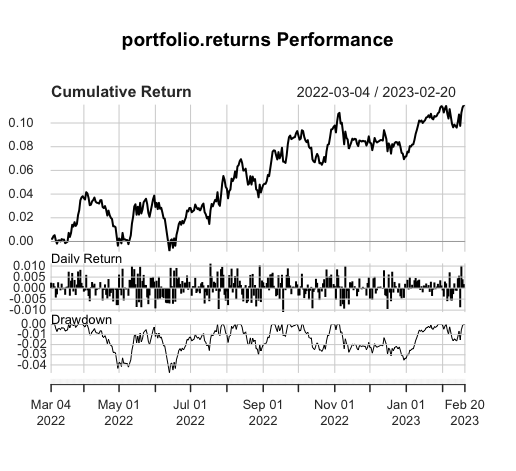 portfolio.returns Performance
Cumulative Return 2022-03-04 / 2023-02-20
0.10
0.08
0.06
0.04
0.02
0.00
Daily Return
0.010
0.005
0.000
-0.005
-0.010
Drawdown
0.00
-0.01
-0.02
-0.03
-0.04
Mar 04 May 01 Jul 01 Sep 01 Nov 01 Jan 01 Feb 20
2022 2022 2022 2022 2022 2023 2023